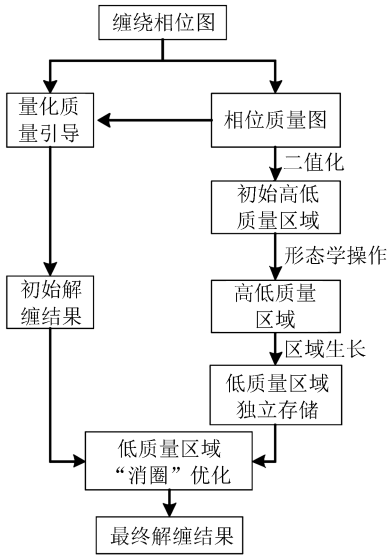 缠绕相位图
量化质
量引导
相位质量图
二值化
初始高低
质量区域
形态学操作
初始解
缠结果
高低质量
区域
区域生长
低质量区域
独立存储
低质量区域
“消圈”优化
最终解缠结果